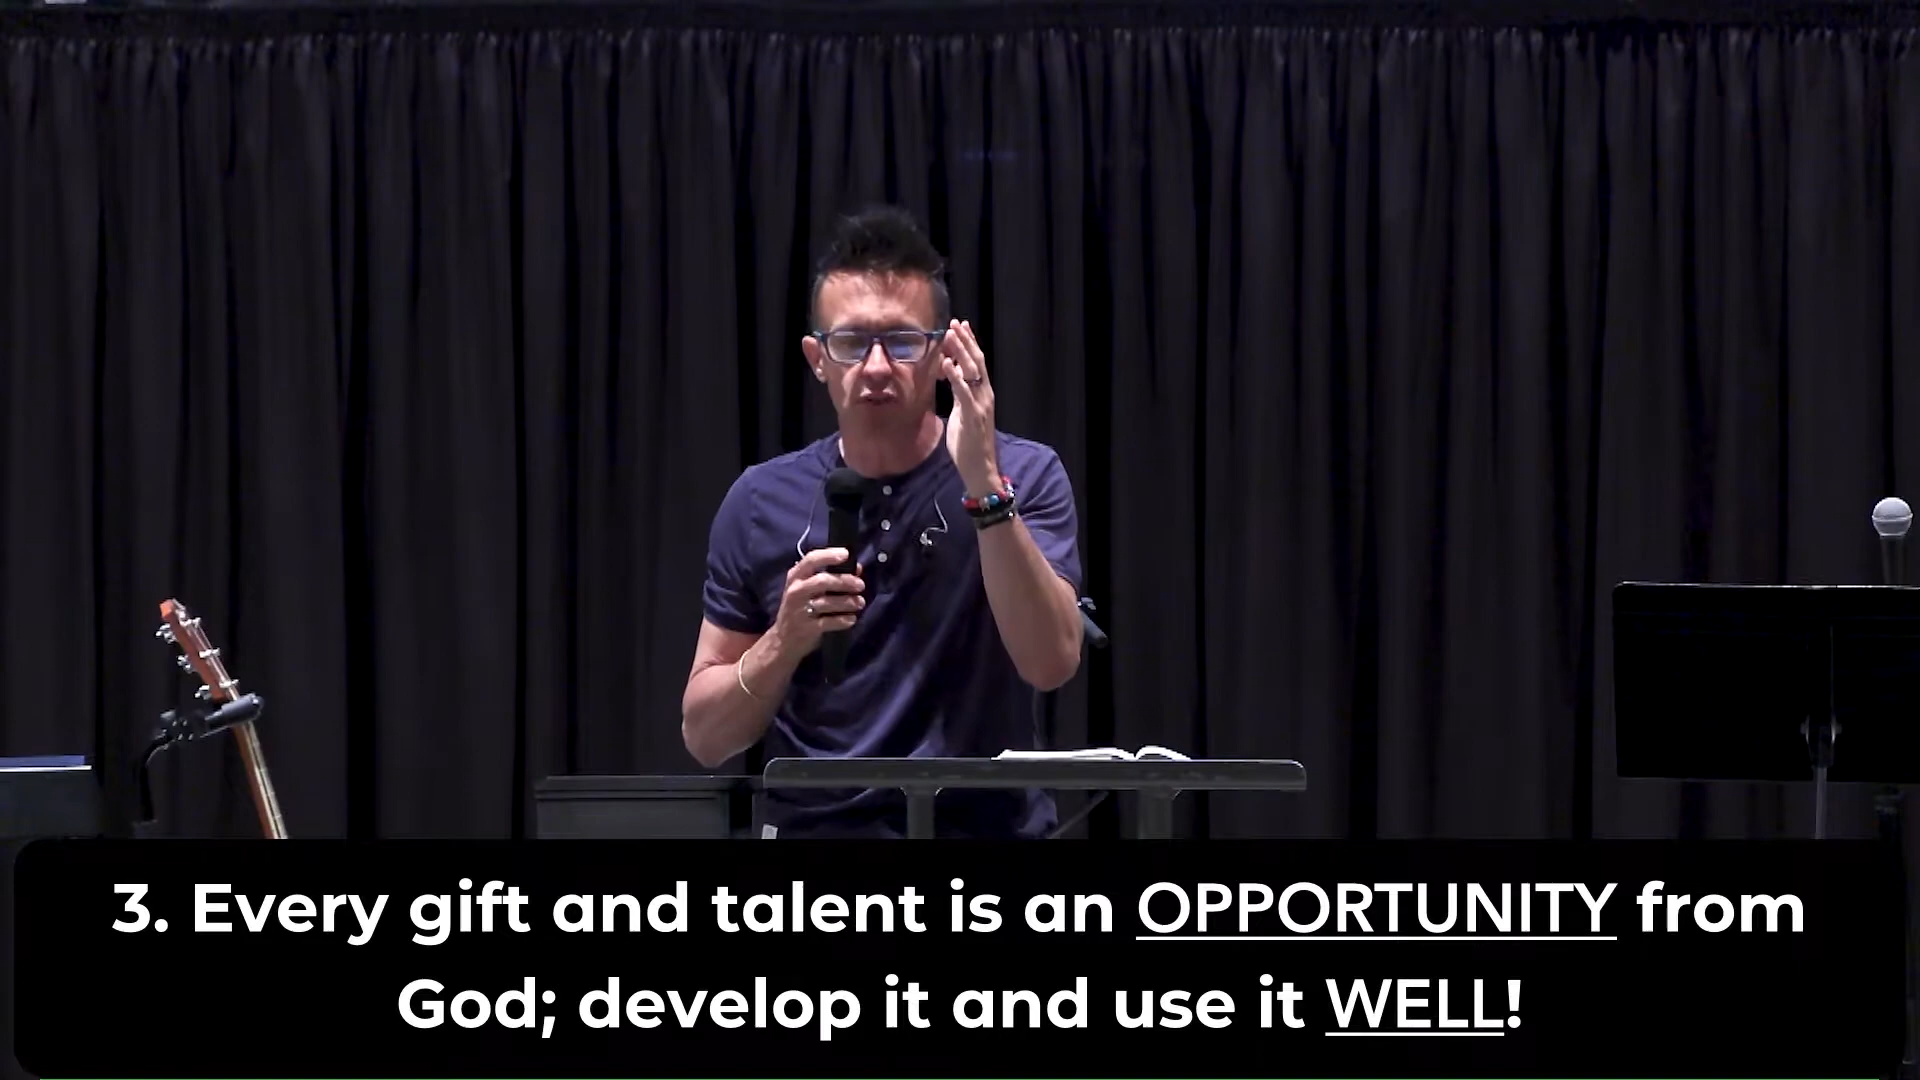 3. Every gift and talent is an OPPORTUNITY from
God; develop it and use it WELL!